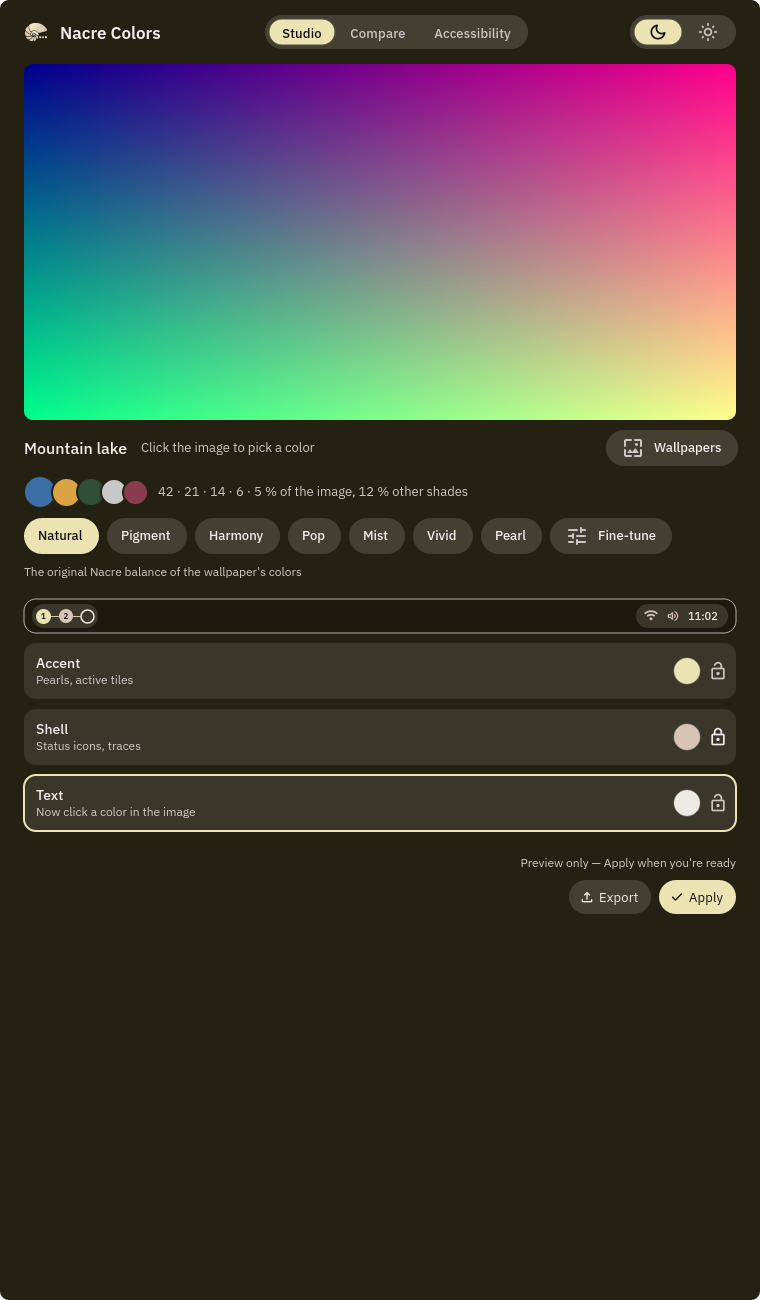 Nacre Colors Studio Compare Accessibility
Mountain lake Click the image to pick a color Wallpapers
42 · 21 · 14 · 6 · 5 % of the image, 12 % other shades
Natural Pigment Harmony Pop Mist Vivid Pearl Fine-tune
The original Nacre balance of the wallpaper's colors
1 2 11:02
Accent
Pearls, active tiles
Shell
Status icons, traces
Text
Now click a color in the image
Preview only — Apply when you're ready
Export Apply